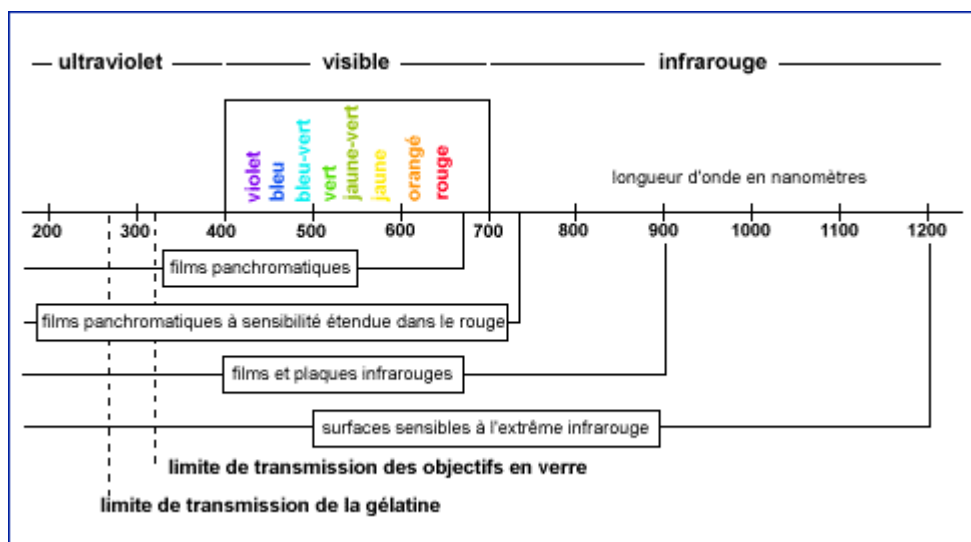 ultraviolet visible infrarouge
violet
bleu
bleu-vert
vert
jaune-vert
jaune
orangé
rouge
longueur d'onde en nanomètres
200 300 400 500 600 700 800 900 1000 1100 1200
films panchromatiques
films panchromatiques à sensibilité étendue dans le rouge
films et plaques infrarouges
surfaces sensibles à l'extrême infrarouge
limite de transmission des objectifs en verre
limite de transmission de la gélatine